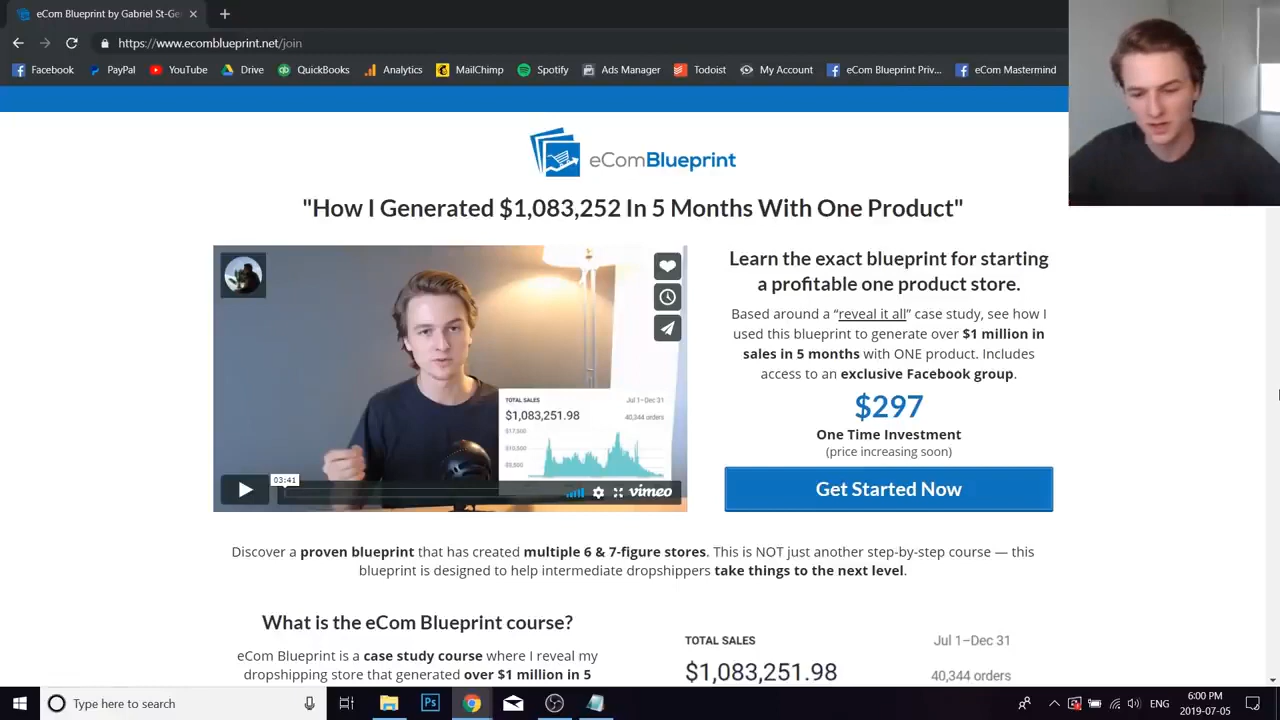 eCom Blueprint by Gabriel St-Ge
https://www.ecomblueprint.net/join
Facebook
PayPal
YouTube
Drive
QuickBooks
Analytics
MailChimp
Spotify
Ads Manager
Todoist
My Account
eCom Blueprint Priv...
eCom Mastermind
eComBlueprint
"How I Generated $1,083,252 In 5 Months With One Product"
TOTAL SALES
Jul 1–Dec 31
$1,083,251.98
40,344 orders
$17,500
$10,500
$3,500
03:41
vimeo
Learn the exact blueprint for starting
a profitable one product store.
Based around a “reveal it all” case study, see how I
used this blueprint to generate over $1 million in
sales in 5 months with ONE product. Includes
access to an exclusive Facebook group.
$297
One Time Investment
(price increasing soon)
Get Started Now
Discover a proven blueprint that has created multiple 6 & 7-figure stores. This is NOT just another step-by-step course — this
blueprint is designed to help intermediate dropshippers take things to the next level.
What is the eCom Blueprint course?
eCom Blueprint is a case study course where I reveal my
dropshipping store that generated over $1 million in 5
TOTAL SALES
Jul 1–Dec 31
$1,083,251.98
40,344 orders
Type here to search
Ps
6:00 PM
2019-07-05